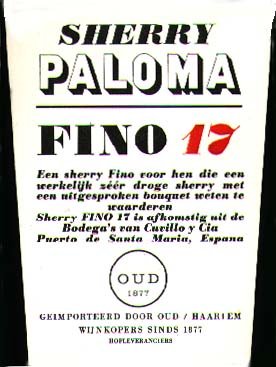 SHERRY
PALOMA
FINO 17
Een sherry Fino voor hen die een
werkelijk zéér droge sherry met
een uitgesproken bouquet weten te
waarderen
Sherry FINO 17 is afkomstig uit de
Bodega's van Cuvillo y Cia
Puerto de Santa Maria, Espana
OUD
1877
GEIMPORTEERD DOOR OUD / HAARLEM
WIJNKOPERS SINDS 1877
HOFLEVERANCIERS